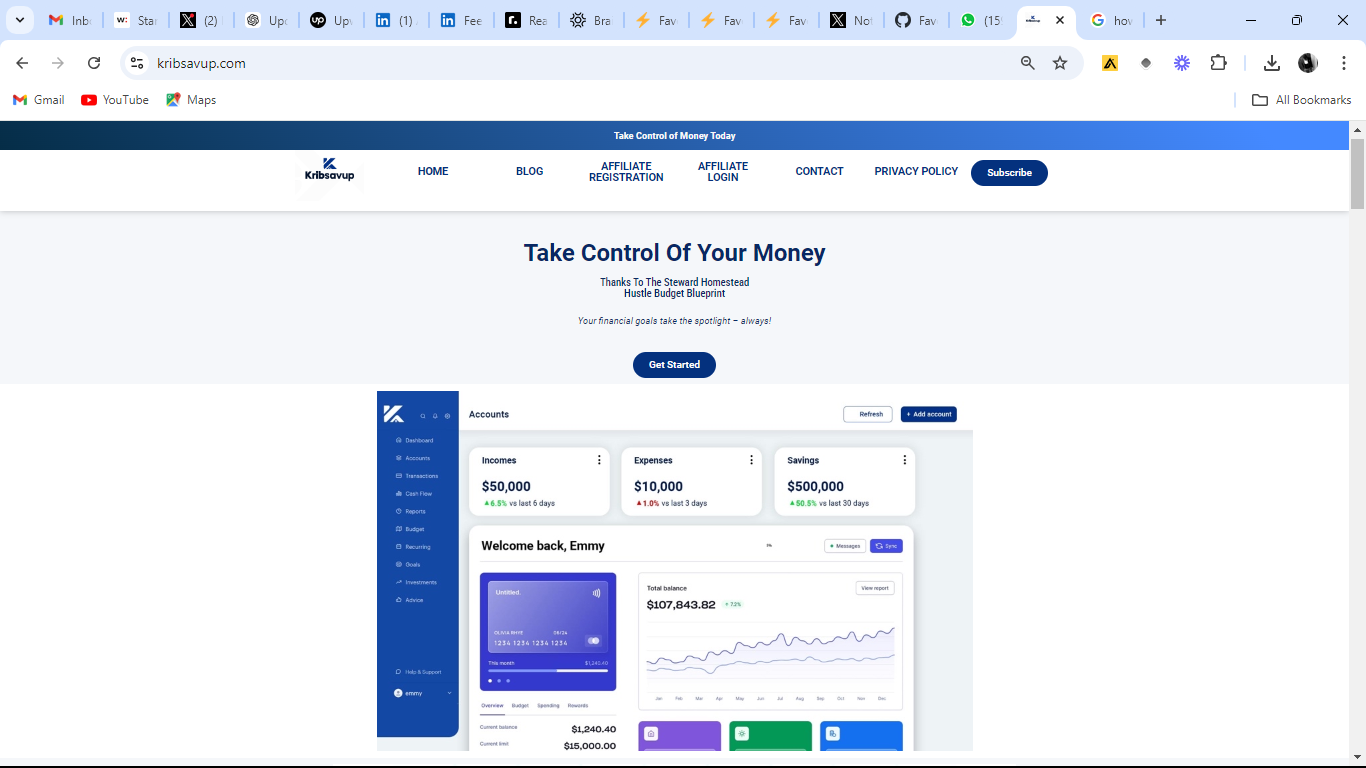 Inb
Star
(2)
Upc
Upv
(1)
Fee
Rea
Bra
Fav
Fav
Fav
Not
Fav
(15
hov
kribsavup.com
Gmail
YouTube
Maps
All Bookmarks
Take Control of Money Today
Kribsavup
HOME
BLOG
AFFILIATE
REGISTRATION
AFFILIATE
LOGIN
CONTACT
PRIVACY POLICY
Subscribe
Take Control Of Your Money
Thanks To The Steward Homestead
Hustle Budget Blueprint
Your financial goals take the spotlight – always!
Get Started
Dashboard
Accounts
Transactions
Cash Flow
Reports
Budget
Recurring
Goals
Investments
Advice
Help & Support
emmy
Accounts
Refresh
+ Add account
Incomes
$50,000
6.5% vs last 6 days
Expenses
$10,000
1.0% vs last 3 days
Savings
$500,000
50.5% vs last 30 days
Welcome back, Emmy
Messages
Sync
Untitled.
OLIVIA RHYE 06/24
1234 1234 1234 1234
This month $1,240.40
Overview Budget Spending Rewards
Current balance $1,240.40
Current limit $15,000.00
Total balance
$107,843.82
7.2%
View report
Jan Feb Mar Apr May Jun Jul Aug Sep Oct Nov Dec